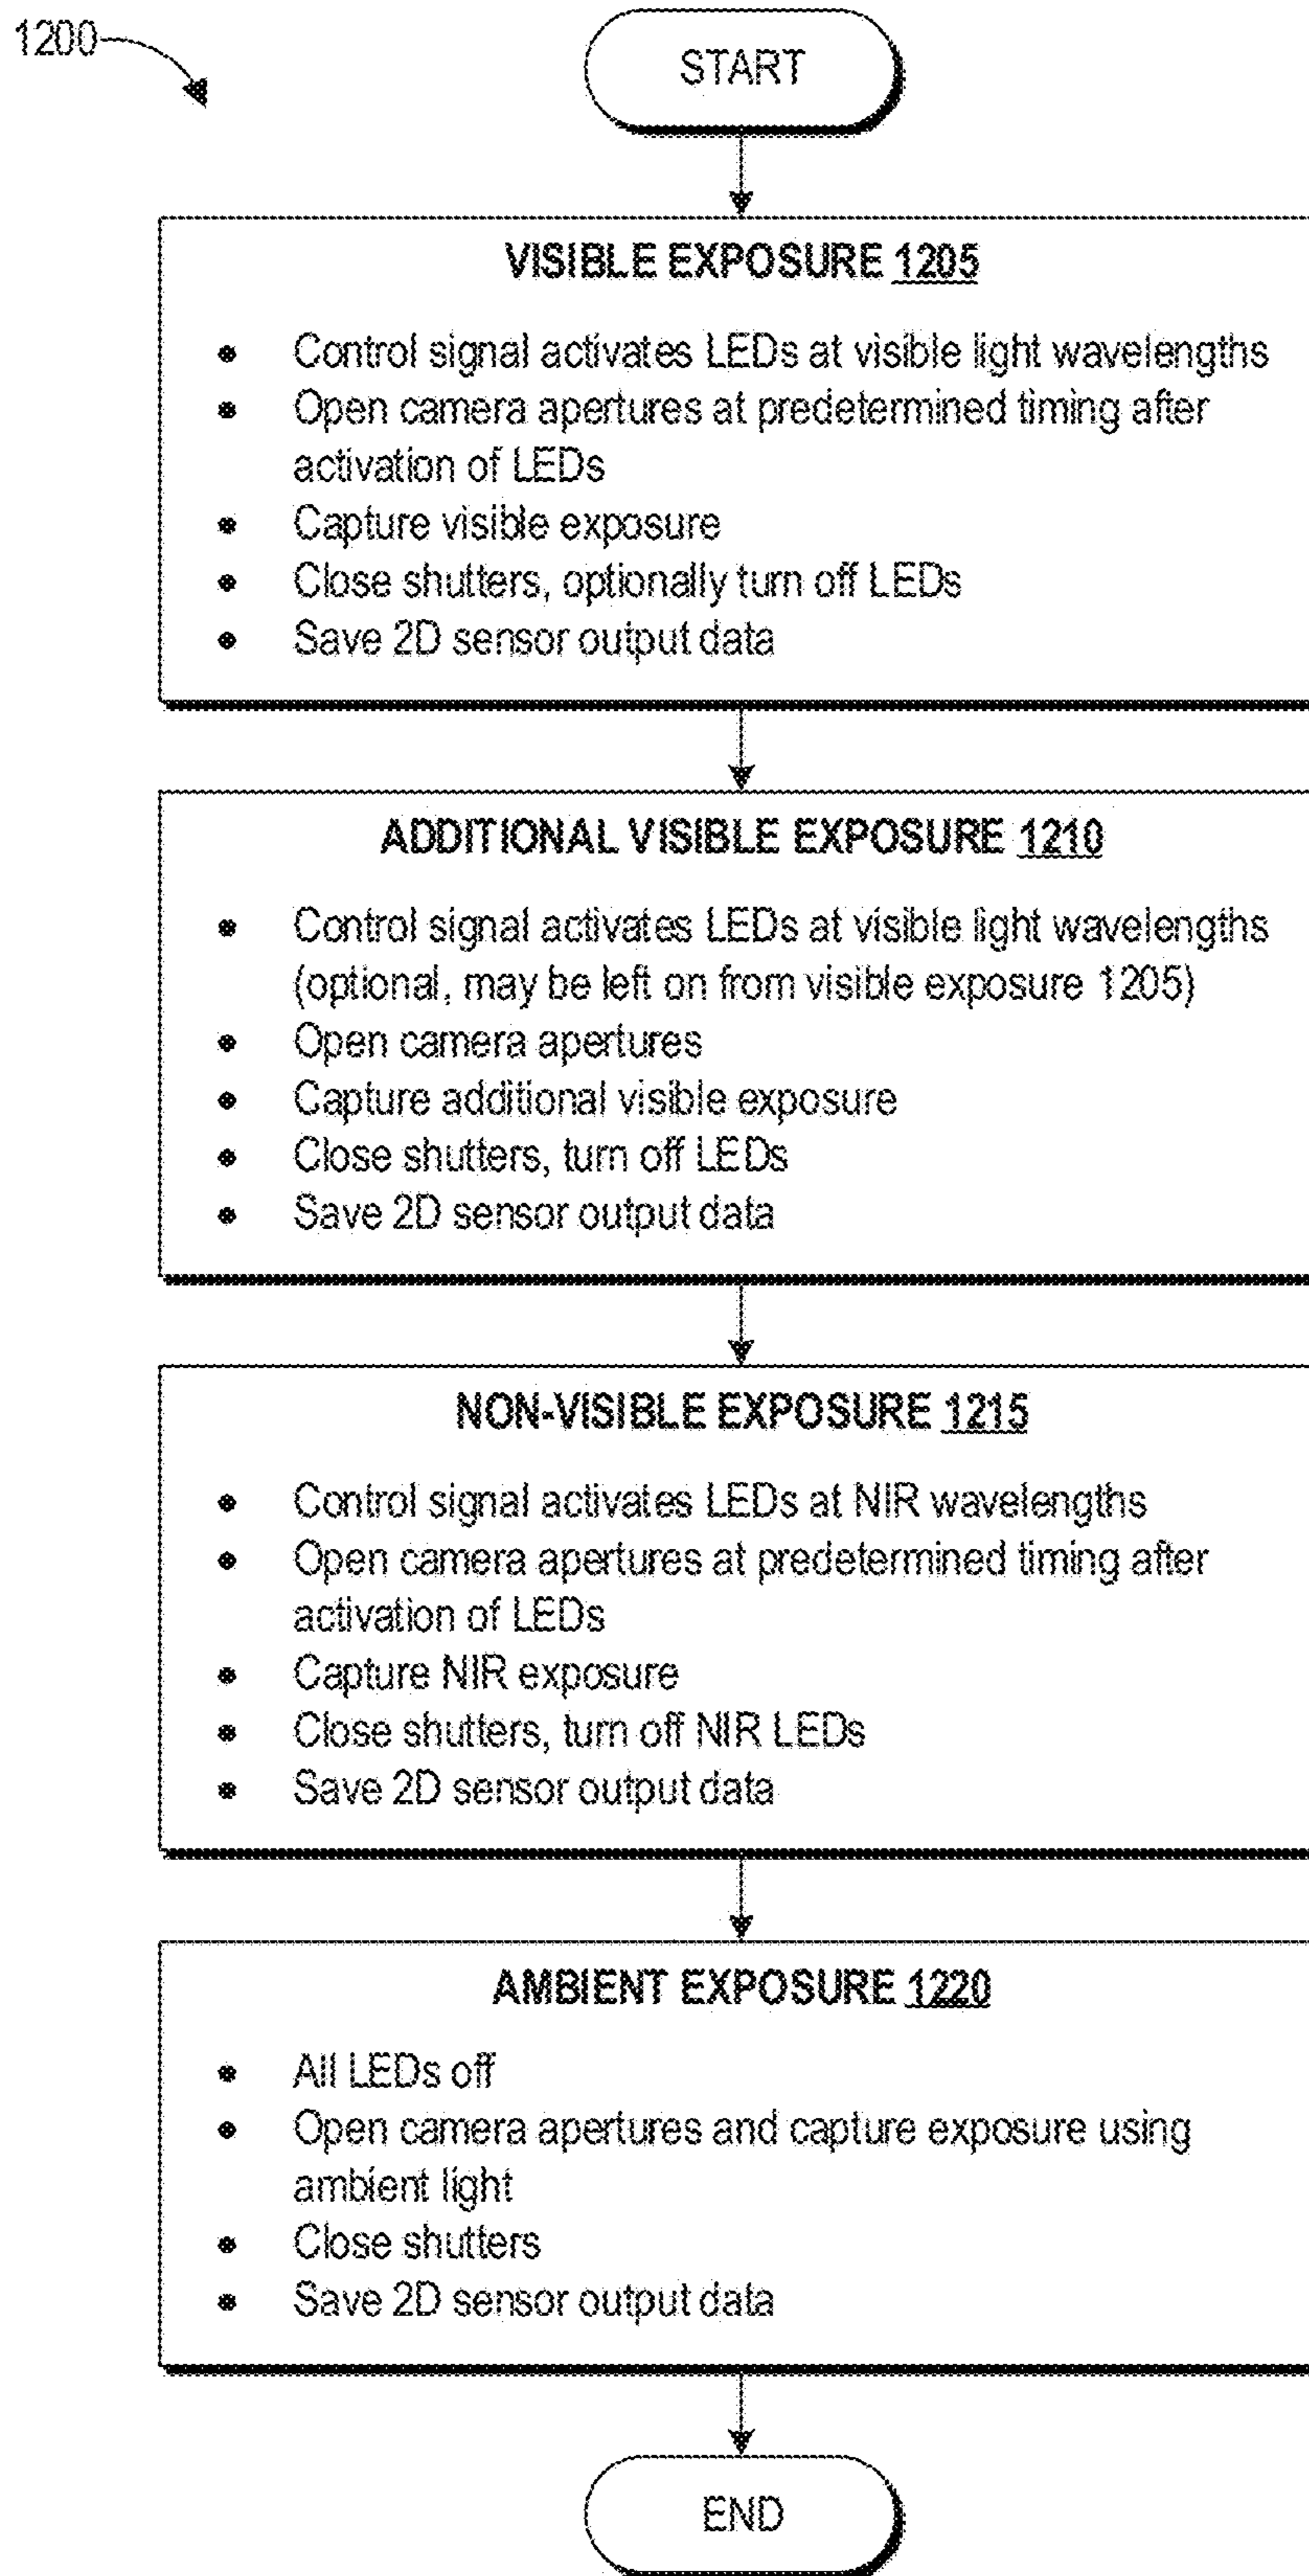 1200
START
VISIBLE EXPOSURE 1205
• Control signal activates LEDs at visible light wavelengths
• Open camera apertures at predetermined timing after
activation of LEDs
• Capture visible exposure
• Close shutters, optionally turn off LEDs
• Save 2D sensor output data
ADDITIONAL VISIBLE EXPOSURE 1210
• Control signal activates LEDs at visible light wavelengths
(optional, may be left on from visible exposure 1205)
• Open camera apertures
• Capture additional visible exposure
• Close shutters, turn off LEDs
• Save 2D sensor output data
NON-VISIBLE EXPOSURE 1215
• Control signal activates LEDs at NIR wavelengths
• Open camera apertures at predetermined timing after
activation of LEDs
• Capture NIR exposure
• Close shutters, turn off NIR LEDs
• Save 2D sensor output data
AMBIENT EXPOSURE 1220
• All LEDs off
• Open camera apertures and capture exposure using
ambient light
• Close shutters
• Save 2D sensor output data
END